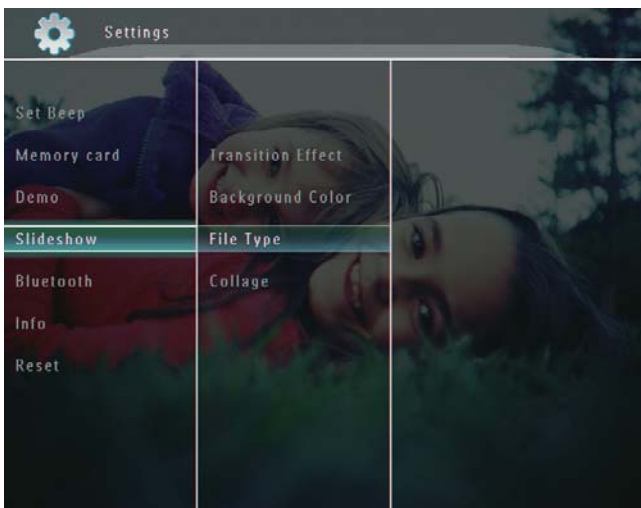 Settings
Set Beep
Memory card
Demo
Slideshow
Bluetooth
Info
Reset
Transition Effect
Background Color
File Type
Collage